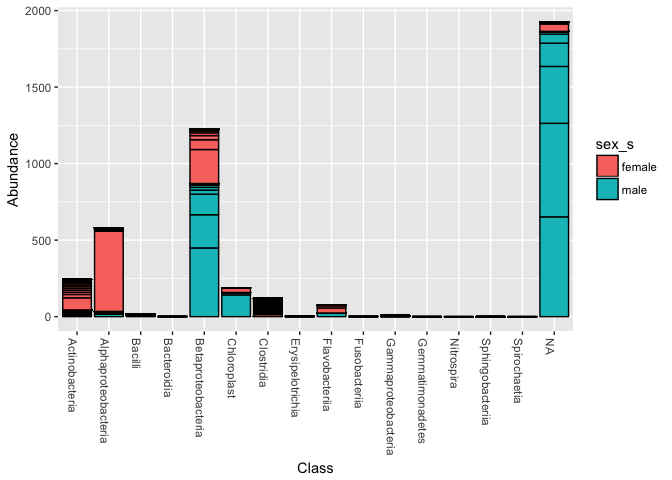 2000
1500
1000
500
0
Abundance
Actinobacteria
Alphaproteobacteria
Bacilli
Bacteroidia
Betaproteobacteria
Chloroplast
Clostridia
Erysipelotrichia
Flavobacteriia
Fusobacteriia
Gammaproteobacteria
Gemmatimonadetes
Nitrospira
Sphingobacteriia
Spirochaetia
NA
Class
sex_s
female
male